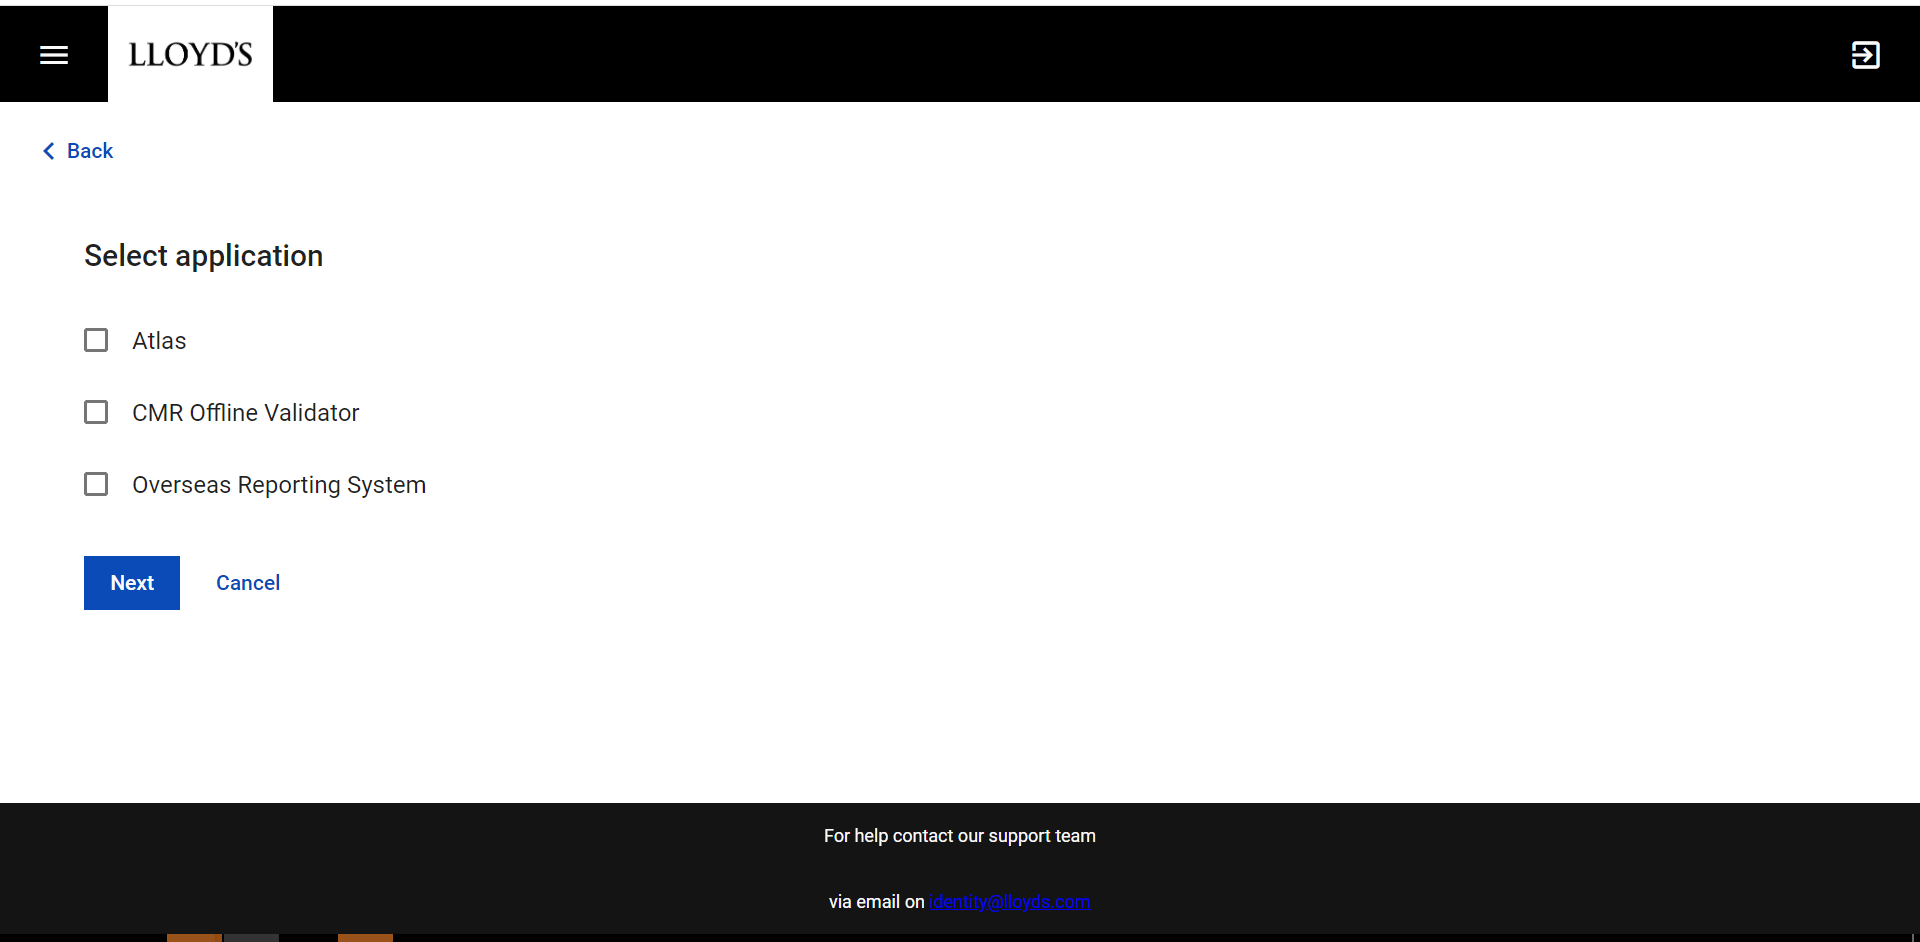 LLOYD'S
Back
Select application
Atlas
CMR Offline Validator
Overseas Reporting System
Next Cancel
For help contact our support team
via email on identity@lloyds.com